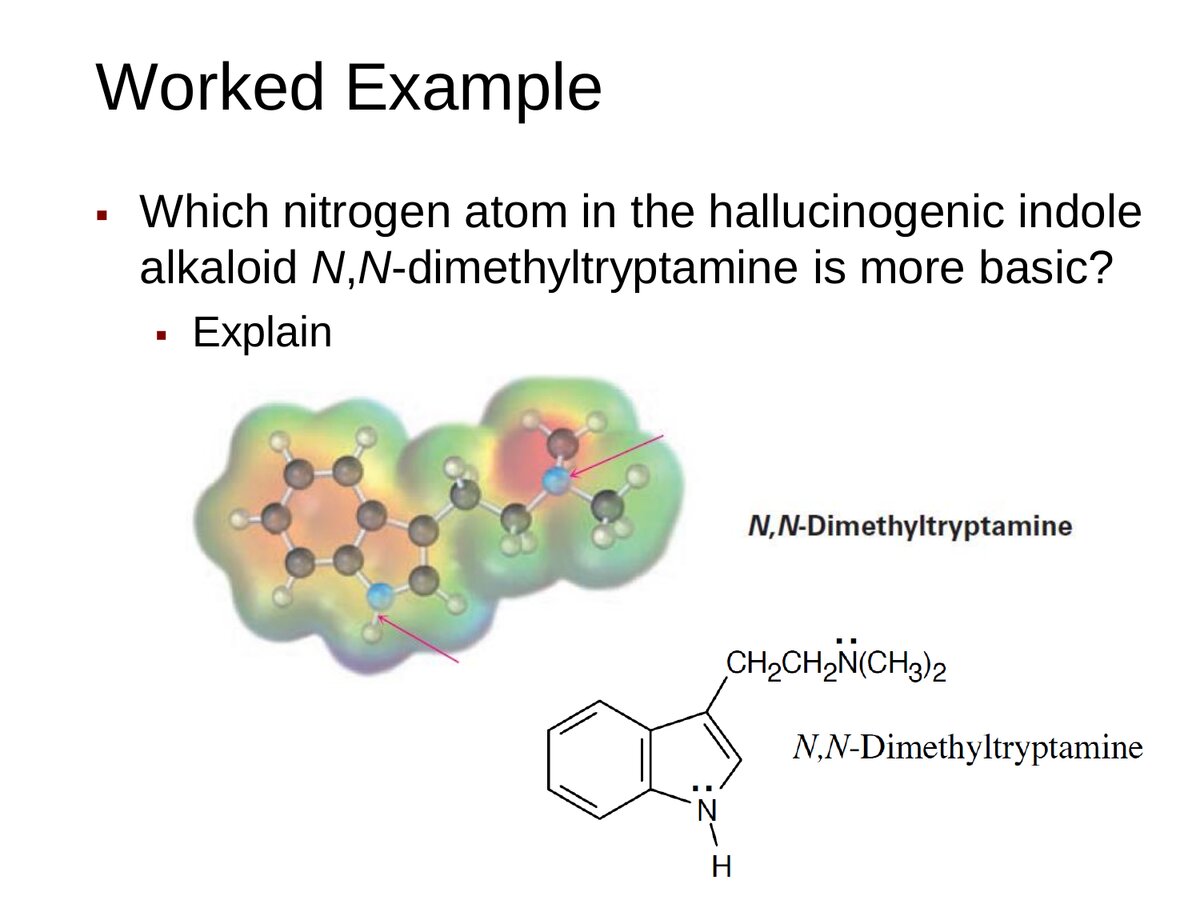 Worked Example
▪ Which nitrogen atom in the hallucinogenic indole
alkaloid N,N-dimethyltryptamine is more basic?
▪ Explain
N,N-Dimethyltryptamine
CH₂CH₂N̈(CH₃)₂
N,N-Dimethyltryptamine
N̈
H